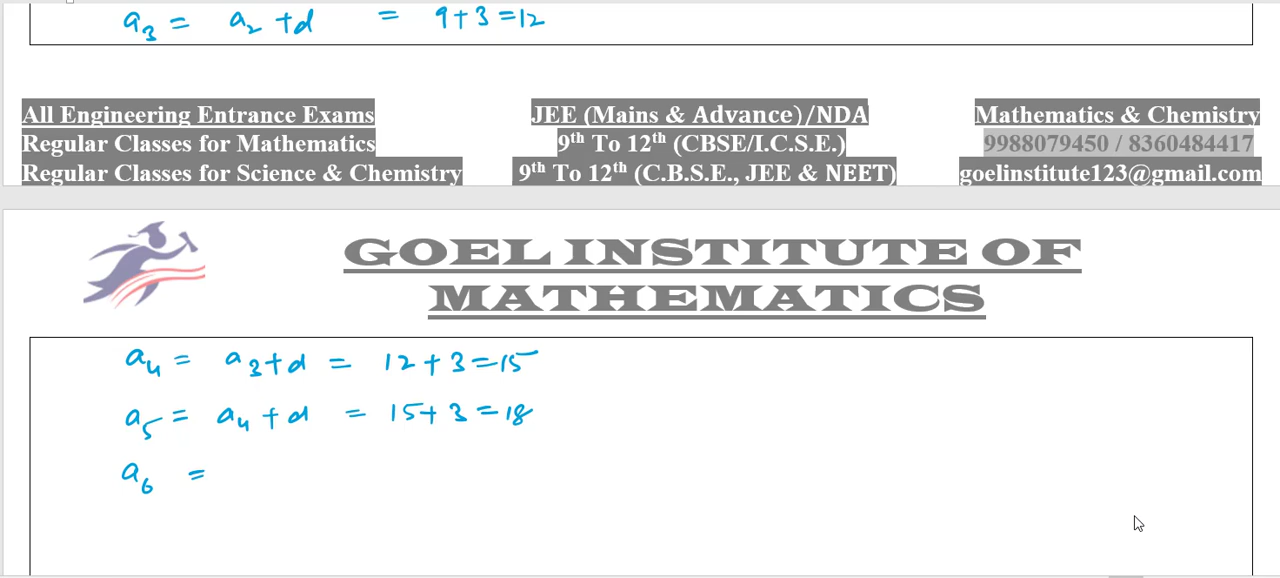 a₃ = a₂ + d = 9 + 3 = 12
All Engineering Entrance Exams JEE (Mains & Advance)/NDA Mathematics & Chemistry
Regular Classes for Mathematics 9th To 12th (CBSE/I.C.S.E.) 9988079450 / 8360484417
Regular Classes for Science & Chemistry 9th To 12th (C.B.S.E., JEE & NEET) goelinstitute123@gmail.com
GOEL INSTITUTE OF
MATHEMATICS
a₄ = a₃ + d = 12 + 3 = 15
a₅ = a₄ + d = 15 + 3 = 18
a₆ =